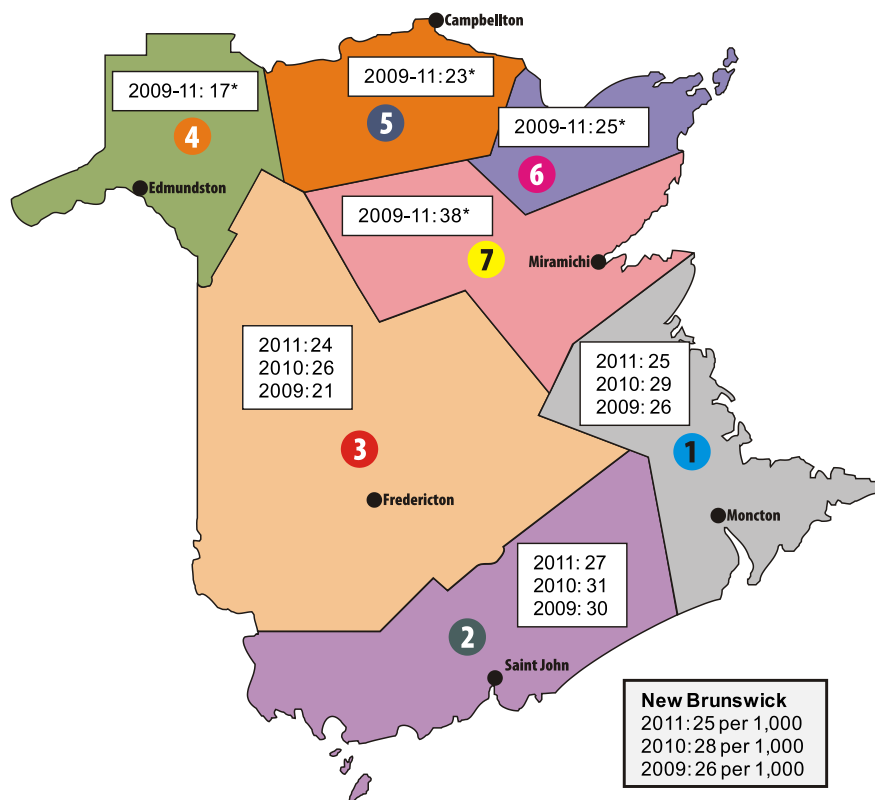 Campbellton
2009-11: 17*
2009-11:23*
4
5
2009-11:25*
6
Edmundston
2009-11:38*
7
Miramichi
2011:24
2010:26
2009:21
2011: 25
2010: 29
2009: 26
3
1
Fredericton
Moncton
2011: 27
2010: 31
2009: 30
2
Saint John
New Brunswick
2011:25 per 1,000
2010:28 per 1,000
2009:26 per 1,000